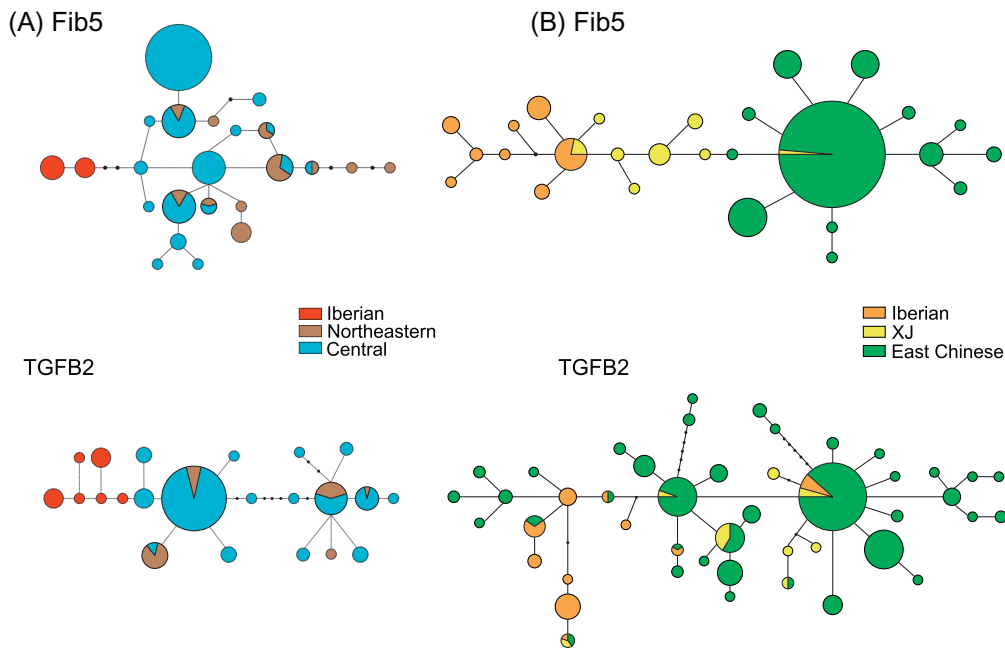 (A) Fib5
(B) Fib5
Iberian
Northeastern
Central
Iberian
XJ
East Chinese
TGFB2
TGFB2